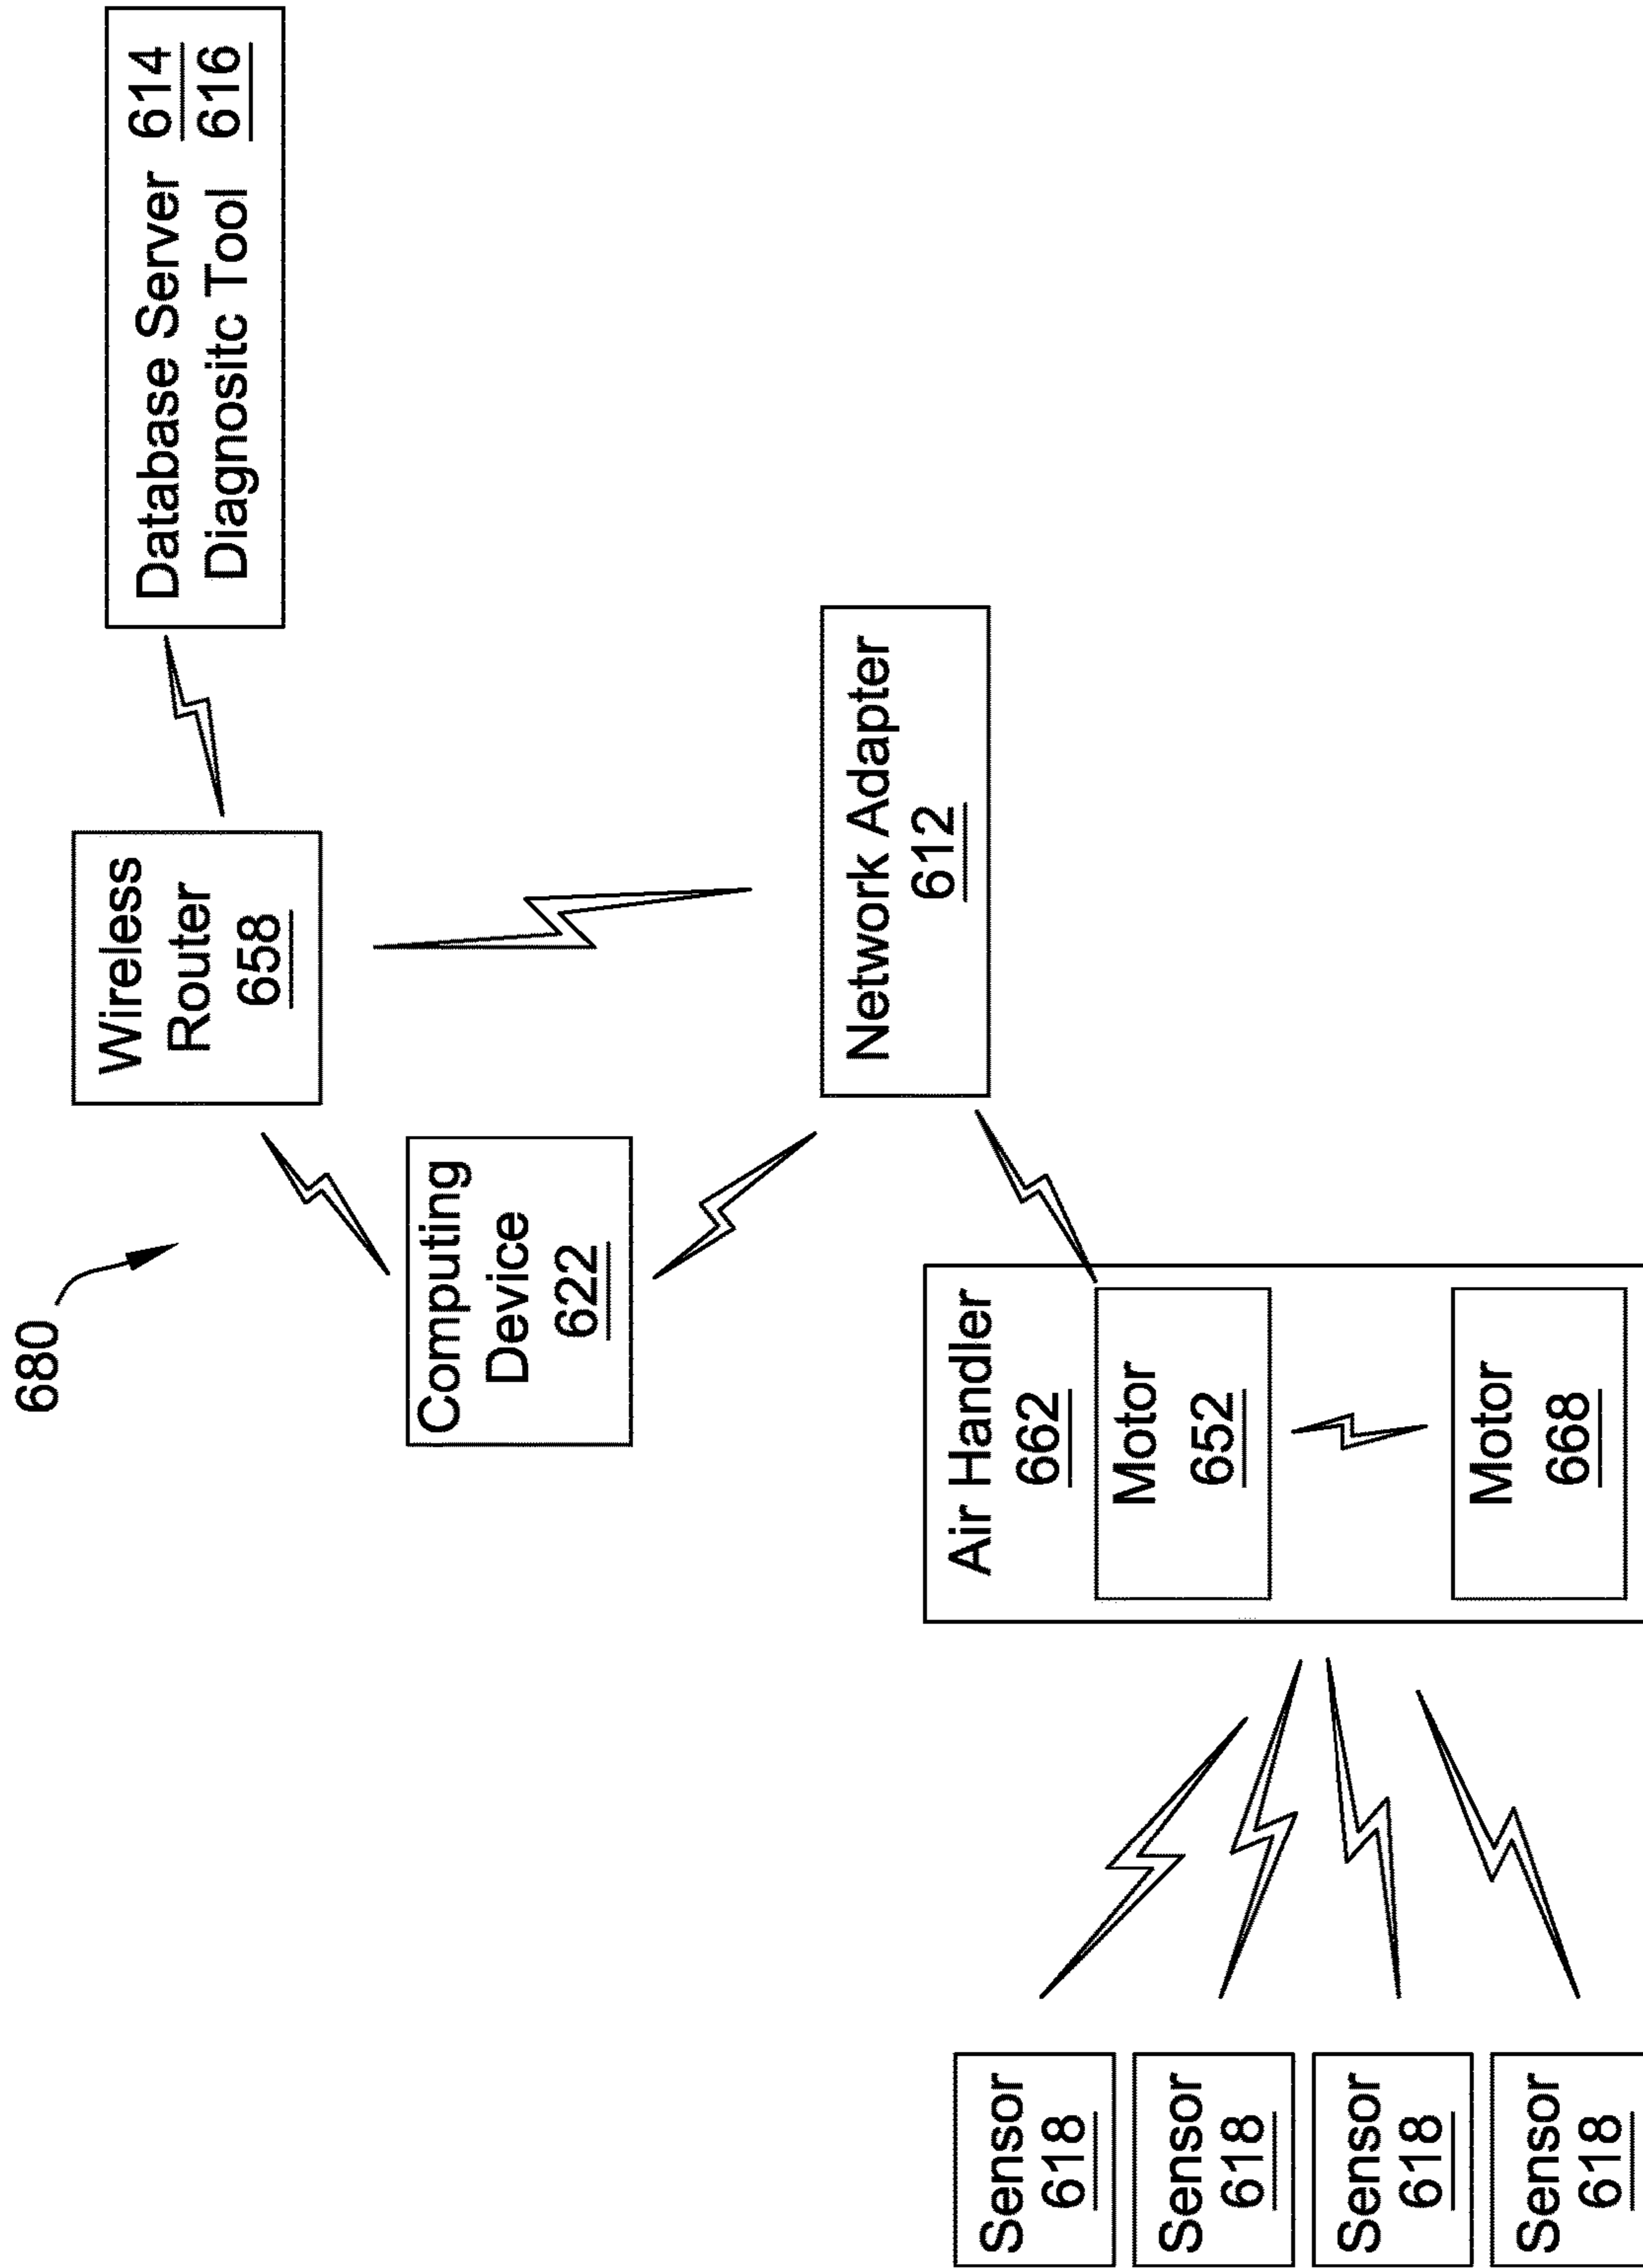 680
Wireless
Router
658
Database Server 614
Diagnositc Tool 616
Computing
Device
622
Network Adapter
612
Air Handler
662
Motor
652
Motor
668
Sensor
618
Sensor
618
Sensor
618
Sensor
618